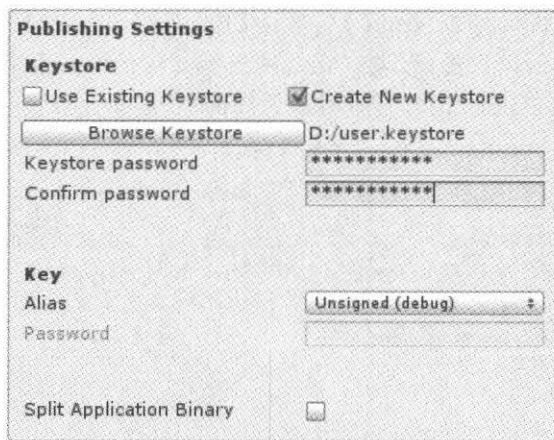 Publishing Settings
Keystore
Use Existing Keystore Create New Keystore
Browse Keystore D:/user.keystore
Keystore password ***********
Confirm password ***********
Key
Alias Unsigned (debug)
Password
Split Application Binary